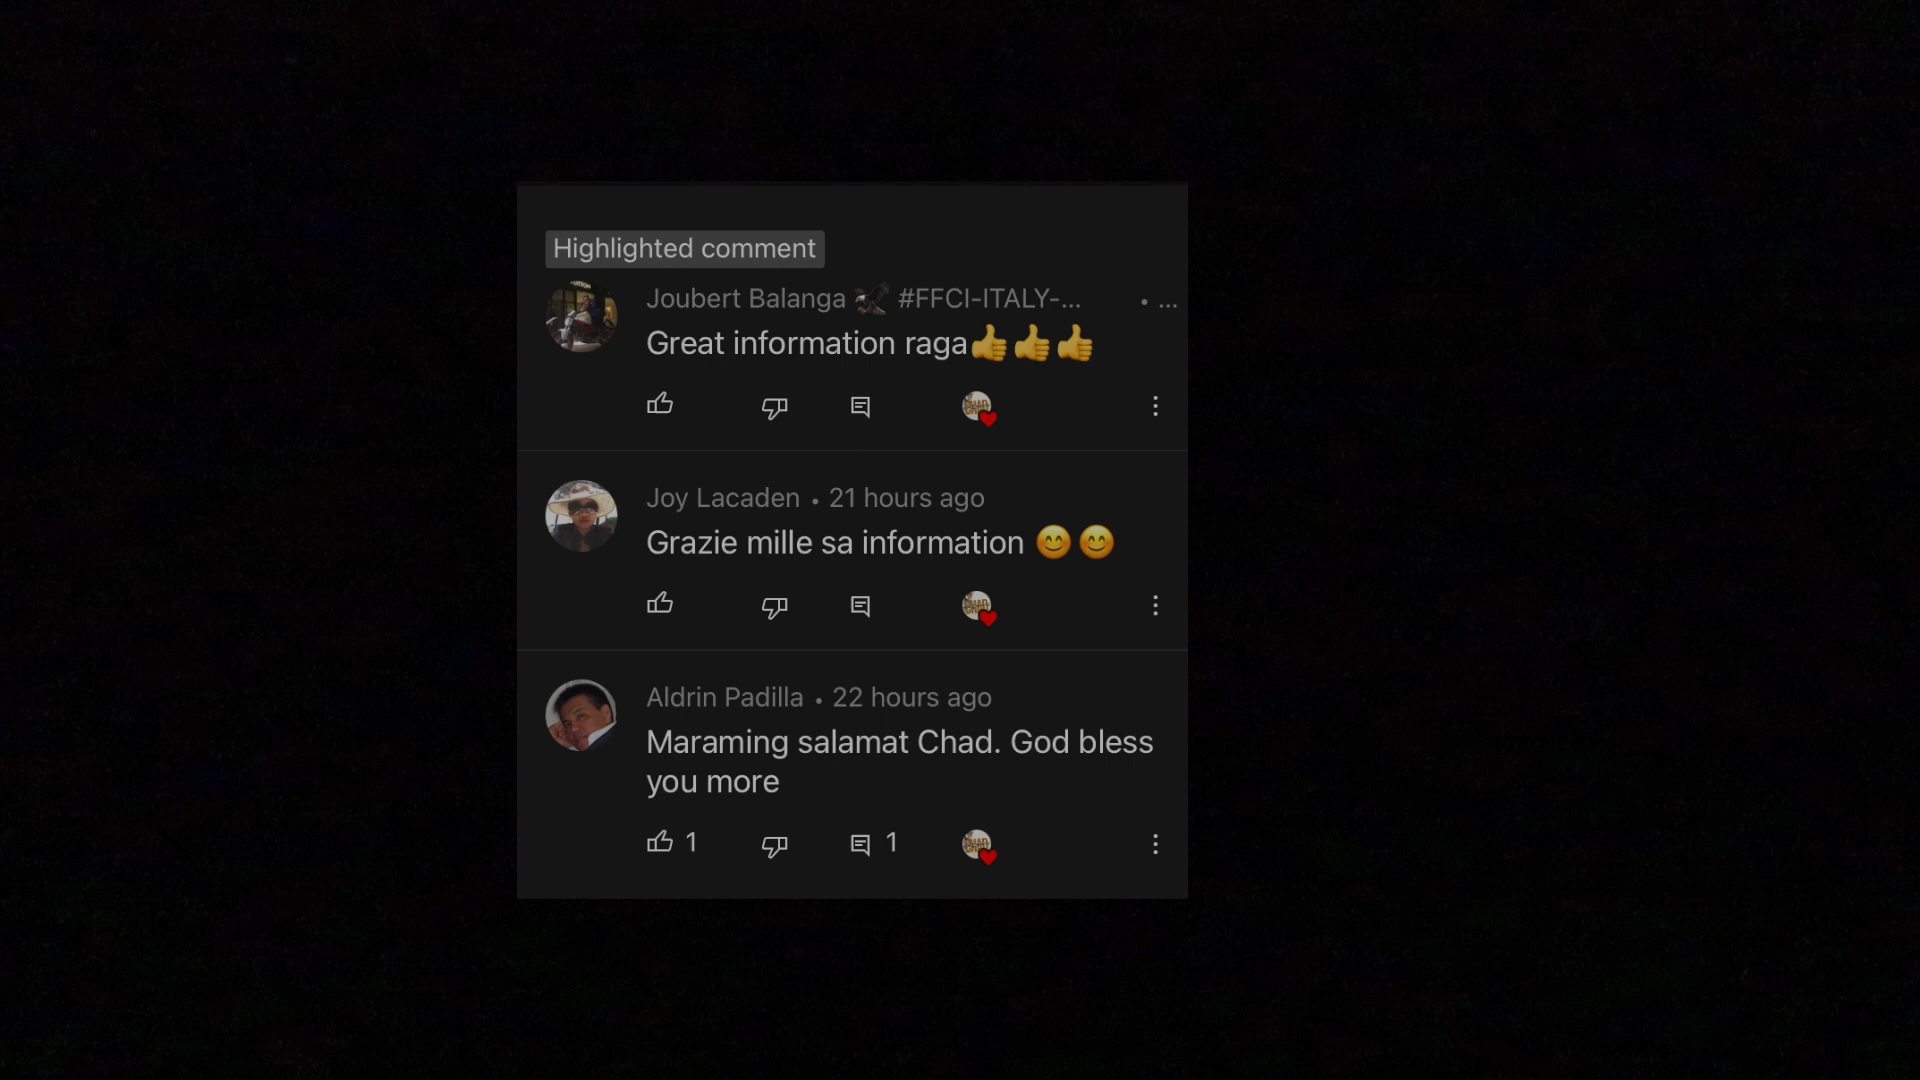 Highlighted comment
Joubert Balanga 🦅 #FFCI-ITALY-... • ...
Great information raga👍👍👍
Joy Lacaden • 21 hours ago
Grazie mille sa information 😊😊
Aldrin Padilla • 22 hours ago
Maraming salamat Chad. God bless
you more
1 1